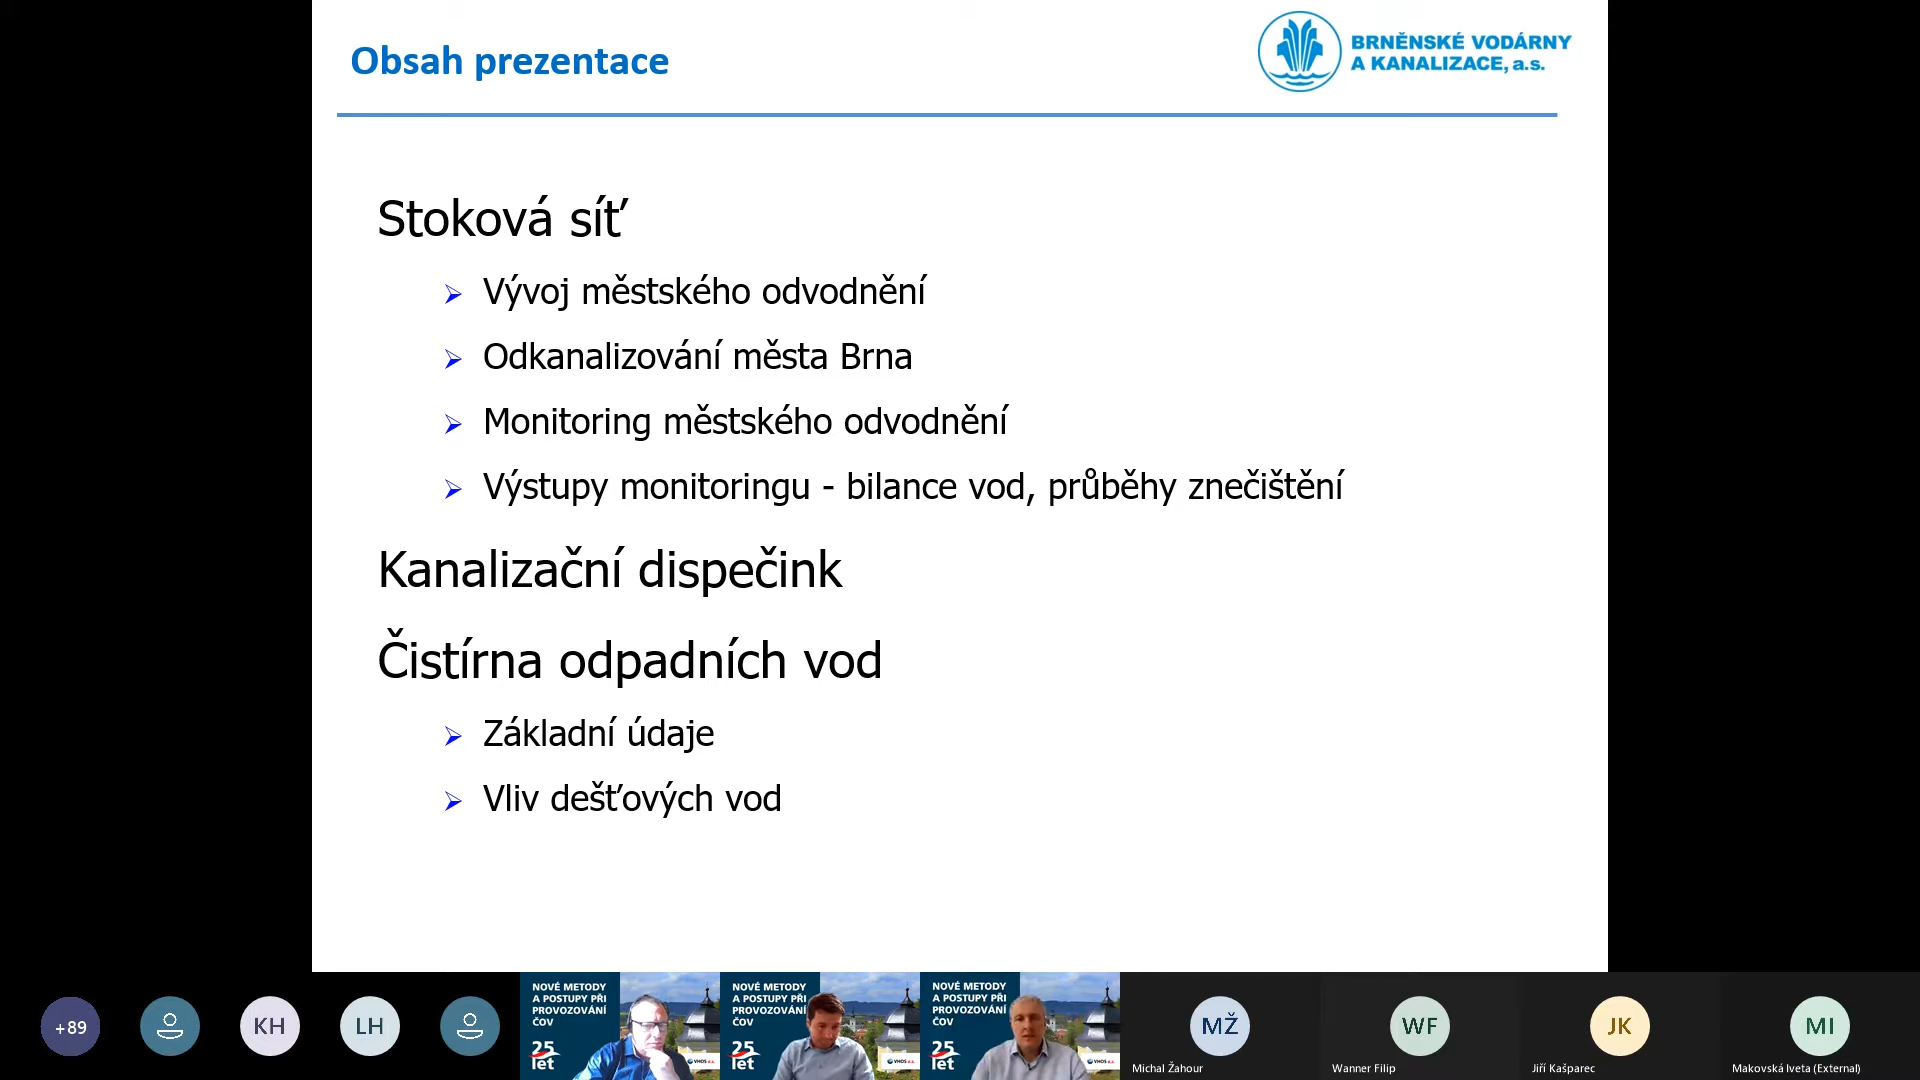 Obsah prezentace
BRNĚNSKÉ VODÁRNY
A KANALIZACE, a.s.
Stoková síť
Vývoj městského odvodnění
Odkanalizování města Brna
Monitoring městského odvodnění
Výstupy monitoringu - bilance vod, průběhy znečištění
Kanalizační dispečink
Čistírna odpadních vod
Základní údaje
Vliv dešťových vod
+89
KH
LH
NOVÉ METODY
A POSTUPY PŘI
PROVOZOVÁNÍ
ČOV
25
let
VHOS a.s.
NOVÉ METODY
A POSTUPY PŘI
PROVOZOVÁNÍ
ČOV
25
let
VHOS a.s.
NOVÉ METODY
A POSTUPY PŘI
PROVOZOVÁNÍ
ČOV
25
let
VHOS a.s.
MŽ
Michal Žahour
WF
Wanner Filip
JK
Jiří Kašparec
MI
Makovská Iveta (External)